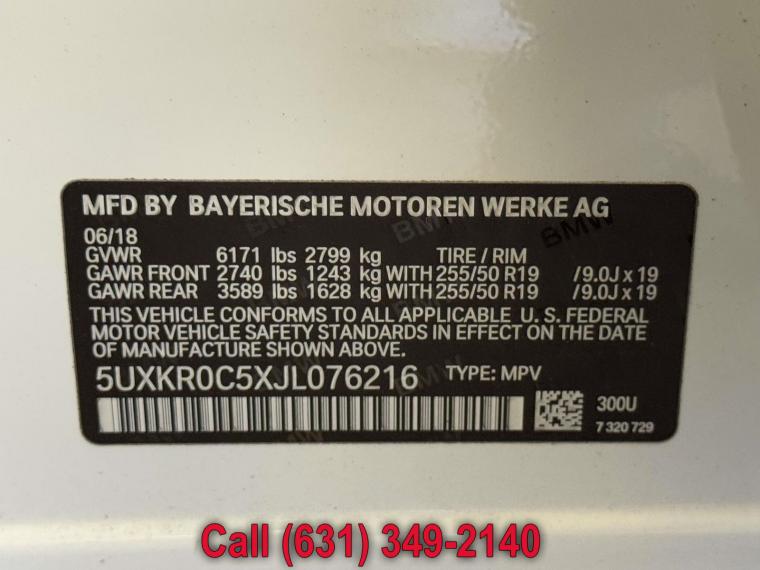 MFD BY BAYERISCHE MOTOREN WERKE AG
06/18
GVWR 6171 lbs 2799 kg TIRE / RIM
GAWR FRONT 2740 lbs 1243 kg WITH 255/50 R19 /9.0J x 19
GAWR REAR 3589 lbs 1628 kg WITH 255/50 R19 /9.0J x 19
THIS VEHICLE CONFORMS TO ALL APPLICABLE U. S. FEDERAL
MOTOR VEHICLE SAFETY STANDARDS IN EFFECT ON THE DATE
OF MANUFACTURE SHOWN ABOVE.
5UXKR0C5XJL076216 TYPE: MPV
300U
7 320 729
Call (631) 349-2140